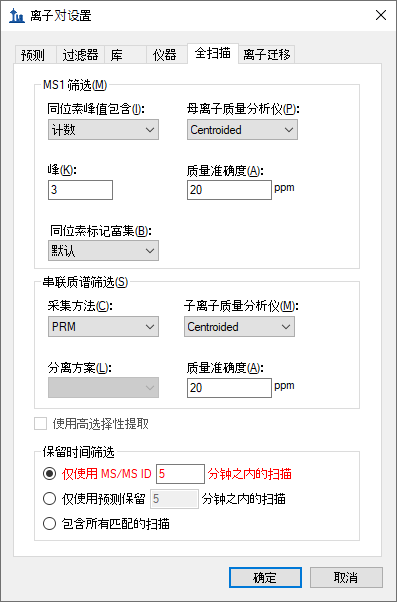 离子对设置
预测 过滤器 库 仪器 全扫描 离子迁移
MS1 筛选(M)
同位素峰值包含(I): 母离子质量分析仪(P):
计数 Centroided
峰(K): 质量准确度(A):
3 20 ppm
同位素标记富集(B):
默认
串联质谱筛选(S)
采集方法(C): 子离子质量分析仪(M):
PRM Centroided
分离方案(L): 质量准确度(A):
20 ppm
使用高选择性提取
保留时间筛选
仅使用 MS/MS ID 5 分钟之内的扫描
仅使用预测保留 5 分钟之内的扫描
包含所有匹配的扫描
确定 取消